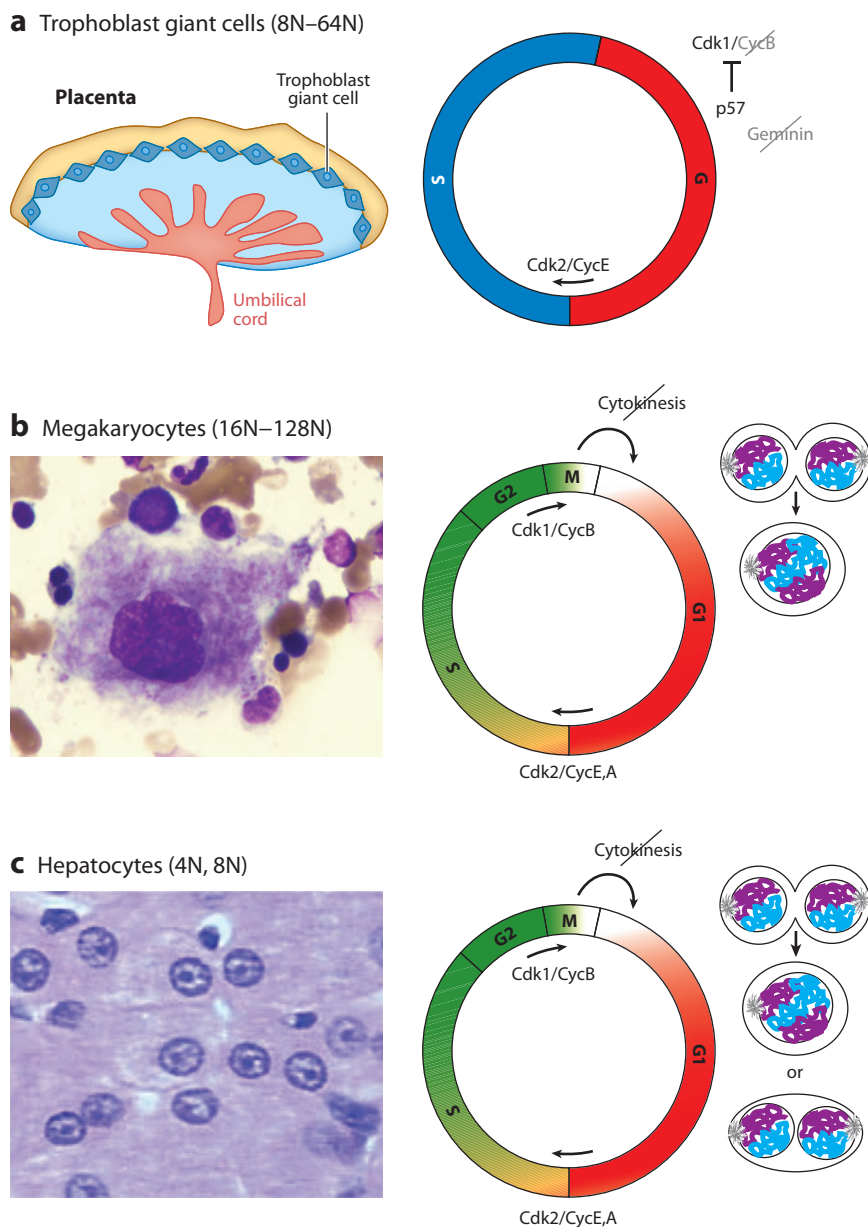 a Trophoblast giant cells (8N–64N)
Placenta
Trophoblast
giant cell
Umbilical
cord
S
G
Cdk2/CycE
Cdk1/CycB
p57
Geminin
b Megakaryocytes (16N–128N)
Cytokinesis
G2
M
Cdk1/CycB
S
G1
Cdk2/CycE,A
c Hepatocytes (4N, 8N)
Cytokinesis
G2
M
Cdk1/CycB
S
G1
or
Cdk2/CycE,A